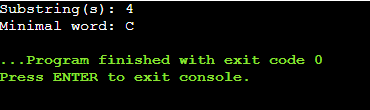 Substring(s): 4
Minimal word: C
...Program finished with exit code 0
Press ENTER to exit console.